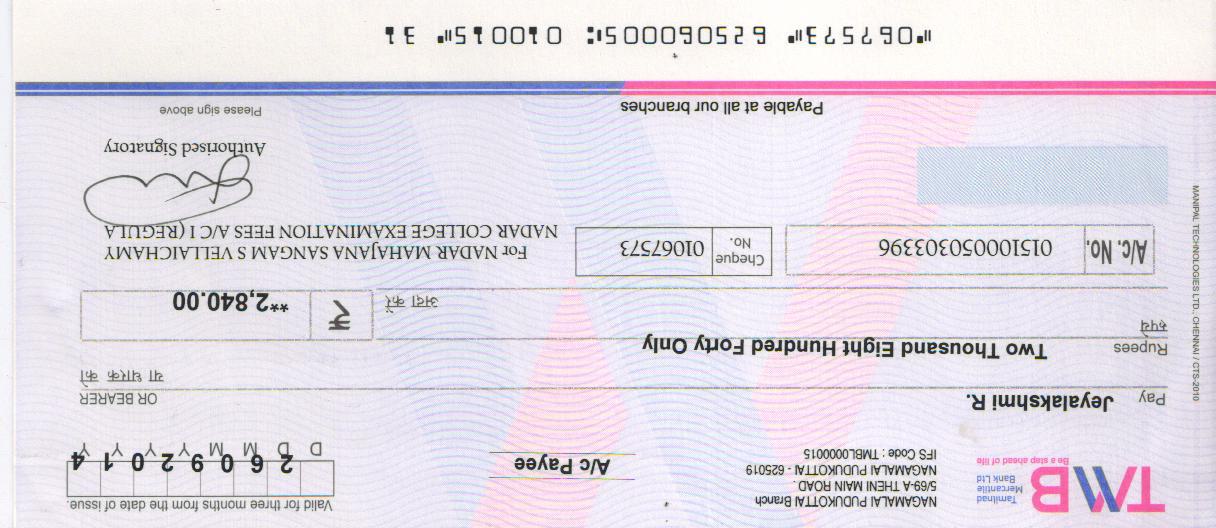 TMB
Tamilnad
Mercantile
Bank Ltd
Be a step ahead of life
NAGAMALAI PUDUKOTTAI Branch
5/69-A THENI MAIN ROAD
NAGAMALAI PUDUKOTTAI - 625019
IFS Code : TMBL0000015
A/c Payee
Valid for three months from the date of issue.
2 6 0 9 2 0 1 4
D D M M Y Y Y Y
Pay Jeyalakshmi R.
OR BEARER
या धारक को
Rupees Two Thousand Eight Hundred Forty Only
रुपये
अदा करें
₹ **2,840.00
A/c. No. 015100050303396
Cheque No. 01067573
For NADAR MAHAJANA SANGAM S VELLAICHAMY
NADAR COLLEGE EXAMINATION FEES A/C I (REGULA
Authorised Signatory
Please sign above
Payable at all our branches
MANIPAL TECHNOLOGIES LTD., CHENNAI / CTS-2010
⑈067573⑈ 625060005⑆ 010015⑈ 31